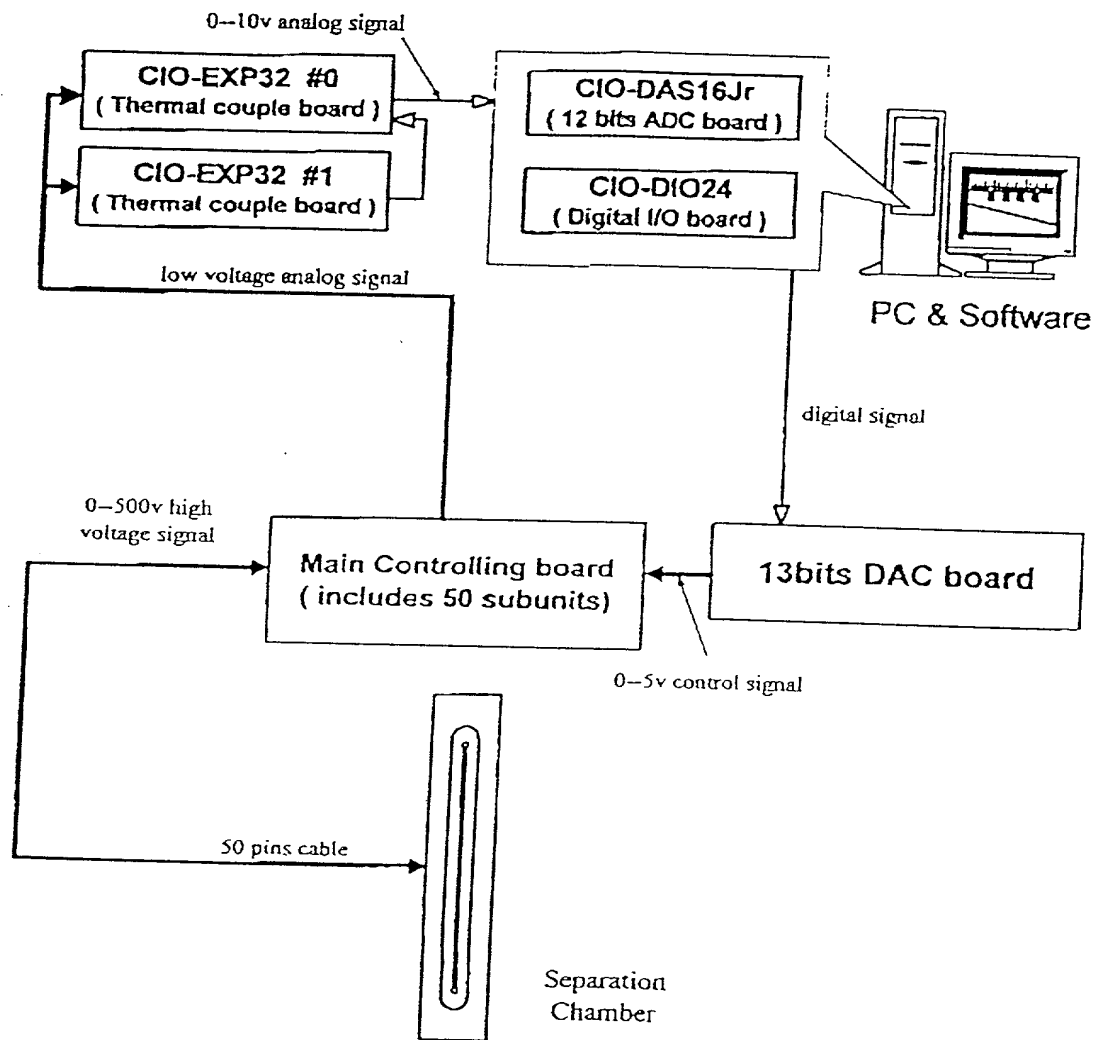 0–10v analog signal
CIO-EXP32 #0
( Thermal couple board )
CIO-EXP32 #1
( Thermal couple board )
CIO-DAS16Jr
( 12 bits ADC board )
CIO-DIO24
( Digital I/O board )
PC & Software
low voltage analog signal
digital signal
0–500v high
voltage signal
Main Controlling board
( includes 50 subunits)
13bits DAC board
0–5v control signal
50 pins cable
Separation
Chamber